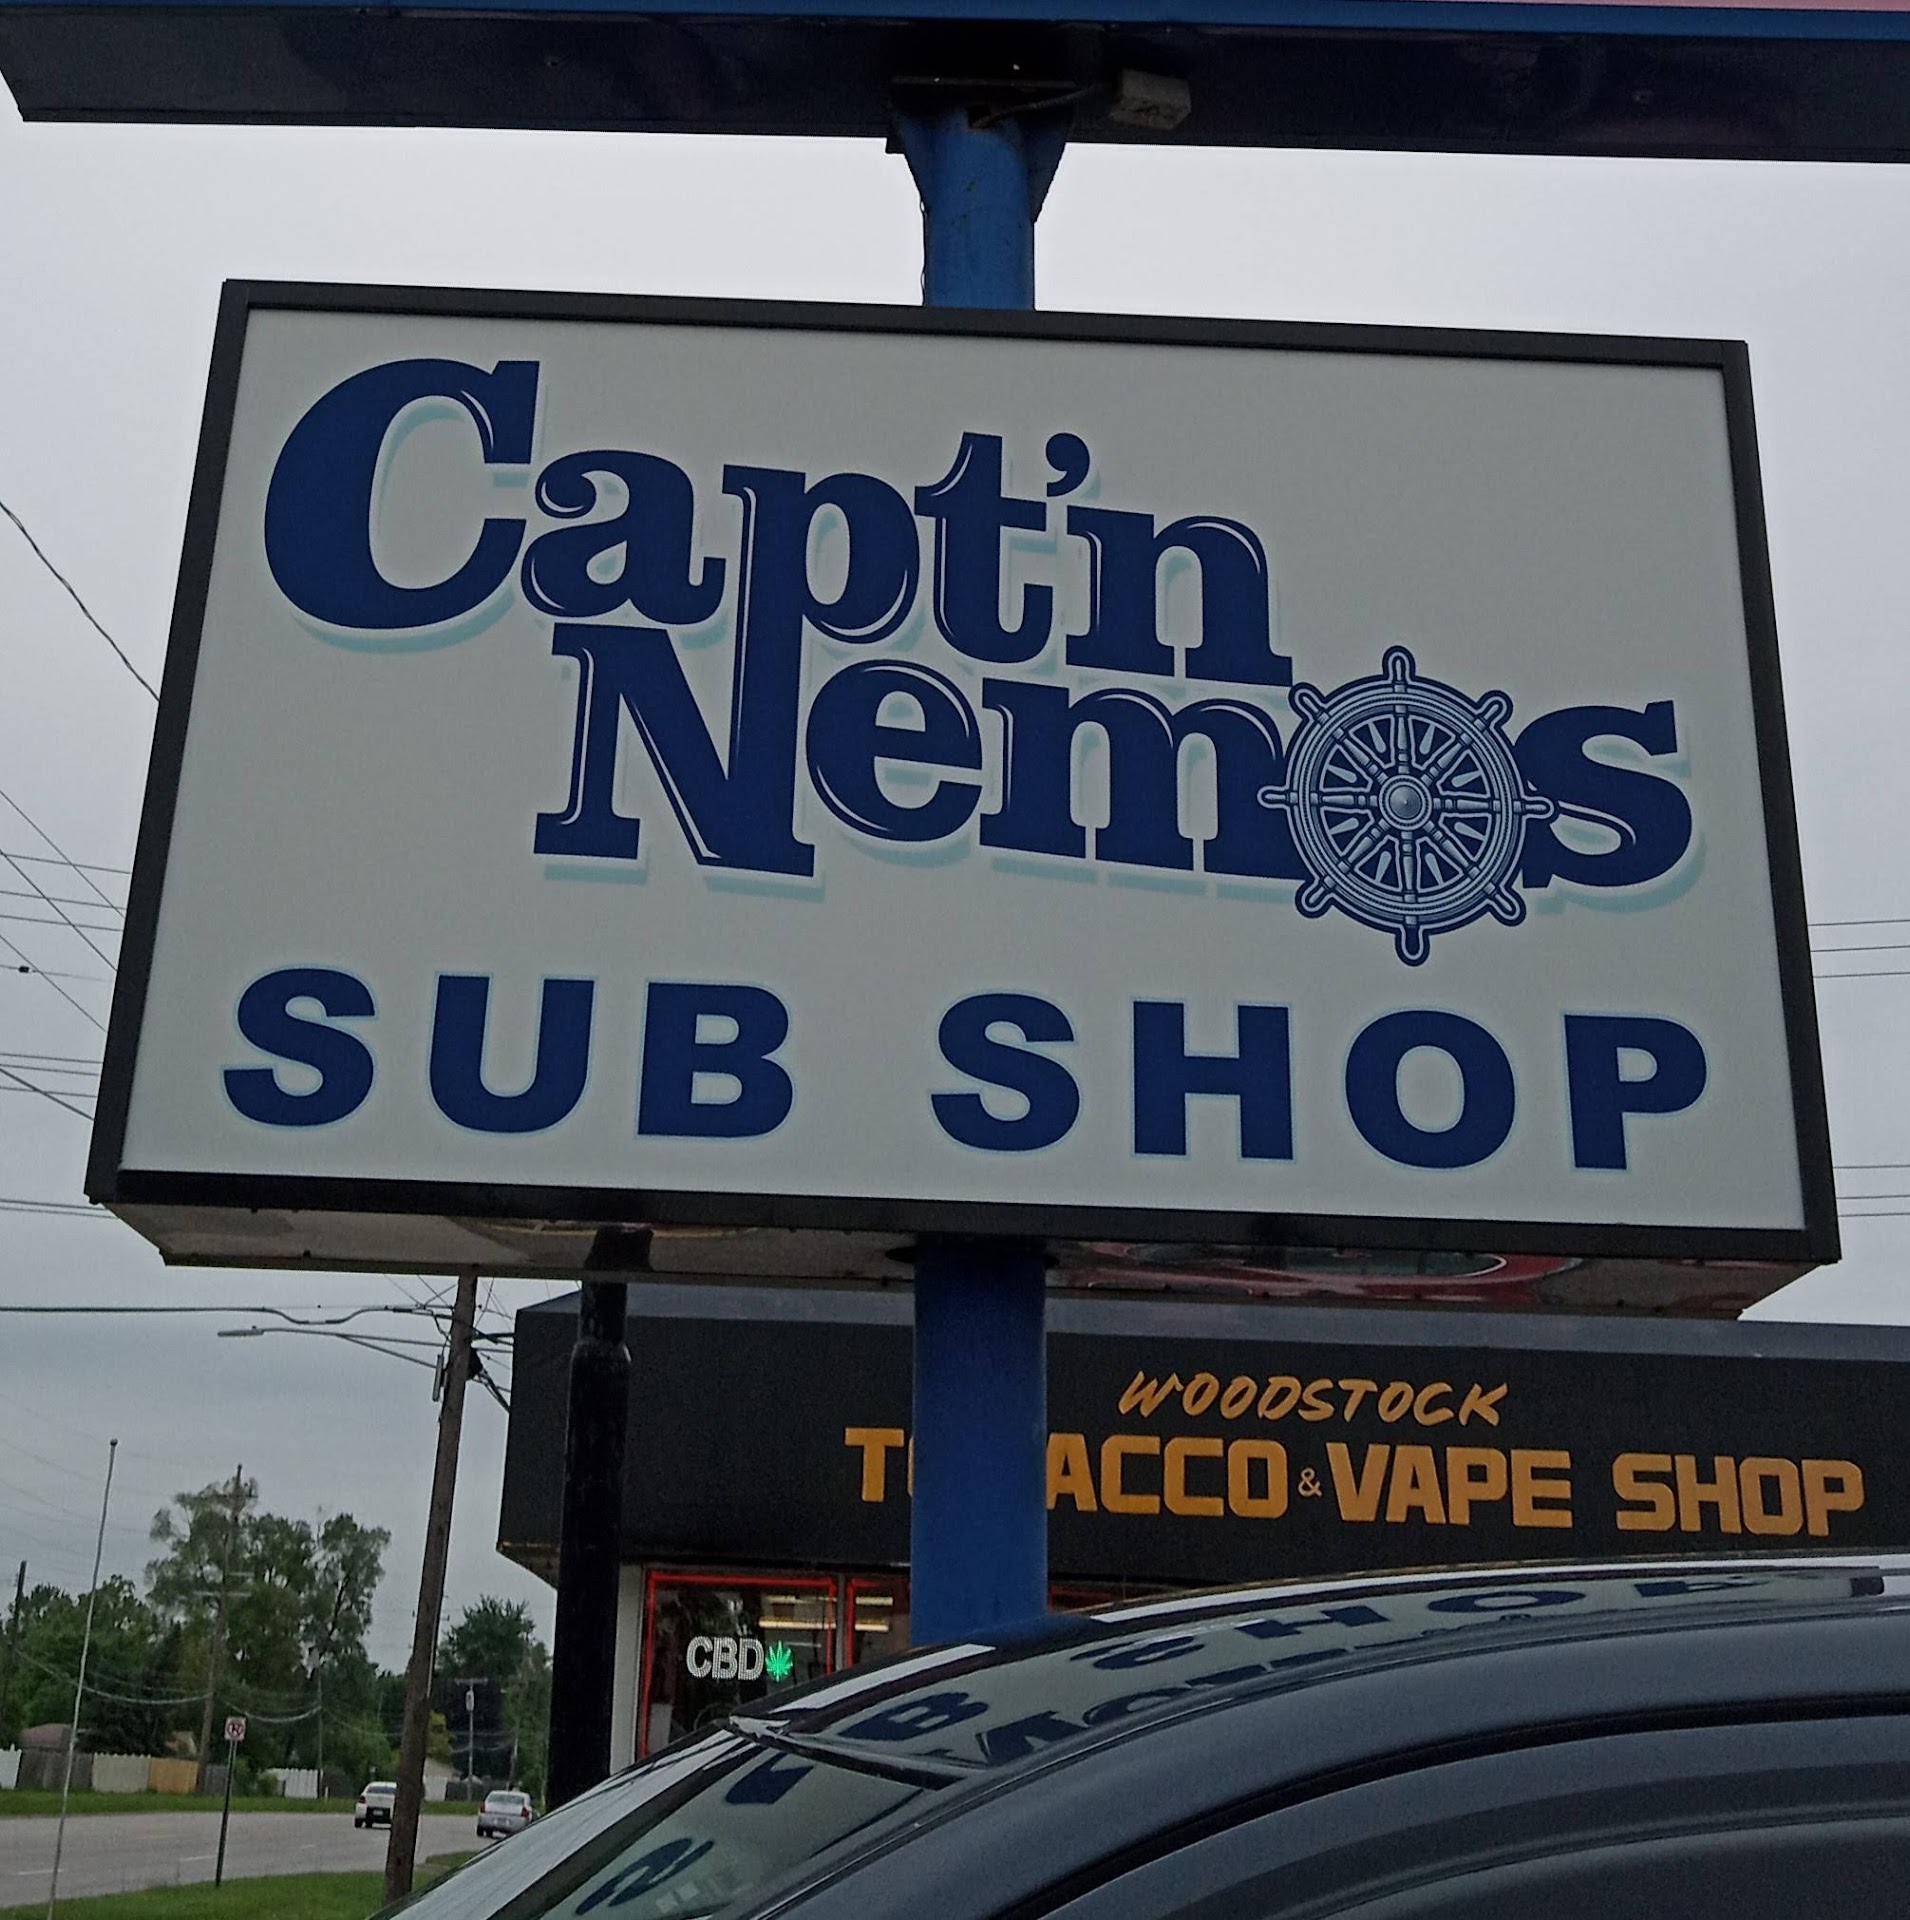 Capt'n
Nemos
SUB SHOP
WOODSTOCK
& VAPE SHOP
CBD